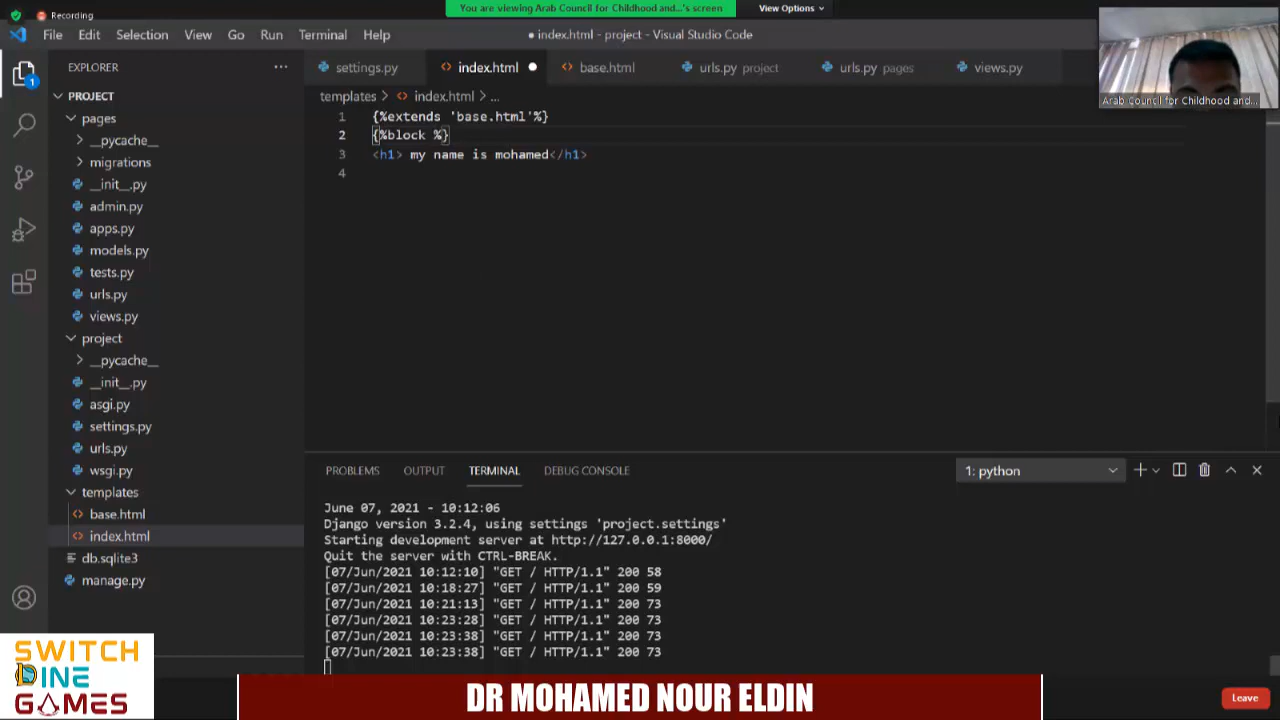 Recording
You are viewing Arab Council for Childhood and...'s screen
View Options
File Edit Selection View Go Run Terminal Help
index.html - project - Visual Studio Code
Arab Council for Childhood and...
EXPLORER
settings.py
index.html
base.html
urls.py project
urls.py pages
views.py
1
PROJECT
templates > index.html > ...
pages
__pycache__
migrations
__init__.py
admin.py
apps.py
models.py
tests.py
urls.py
views.py
project
__pycache__
__init__.py
asgi.py
settings.py
urls.py
wsgi.py
templates
base.html
index.html
db.sqlite3
manage.py
1 {%extends 'base.html'%}
2 {%block %}
3 <h1> my name is mohamed</h1>
4
PROBLEMS OUTPUT TERMINAL DEBUG CONSOLE
1: python
June 07, 2021 - 10:12:06
Django version 3.2.4, using settings 'project.settings'
Starting development server at http://127.0.0.1:8000/
Quit the server with CTRL-BREAK.
[07/Jun/2021 10:12:10] "GET / HTTP/1.1" 200 58
[07/Jun/2021 10:18:27] "GET / HTTP/1.1" 200 59
[07/Jun/2021 10:21:13] "GET / HTTP/1.1" 200 73
[07/Jun/2021 10:23:28] "GET / HTTP/1.1" 200 73
[07/Jun/2021 10:23:38] "GET / HTTP/1.1" 200 73
[07/Jun/2021 10:23:38] "GET / HTTP/1.1" 200 73
SWITCH
DINE
GAMES
DR MOHAMED NOUR ELDIN
Leave